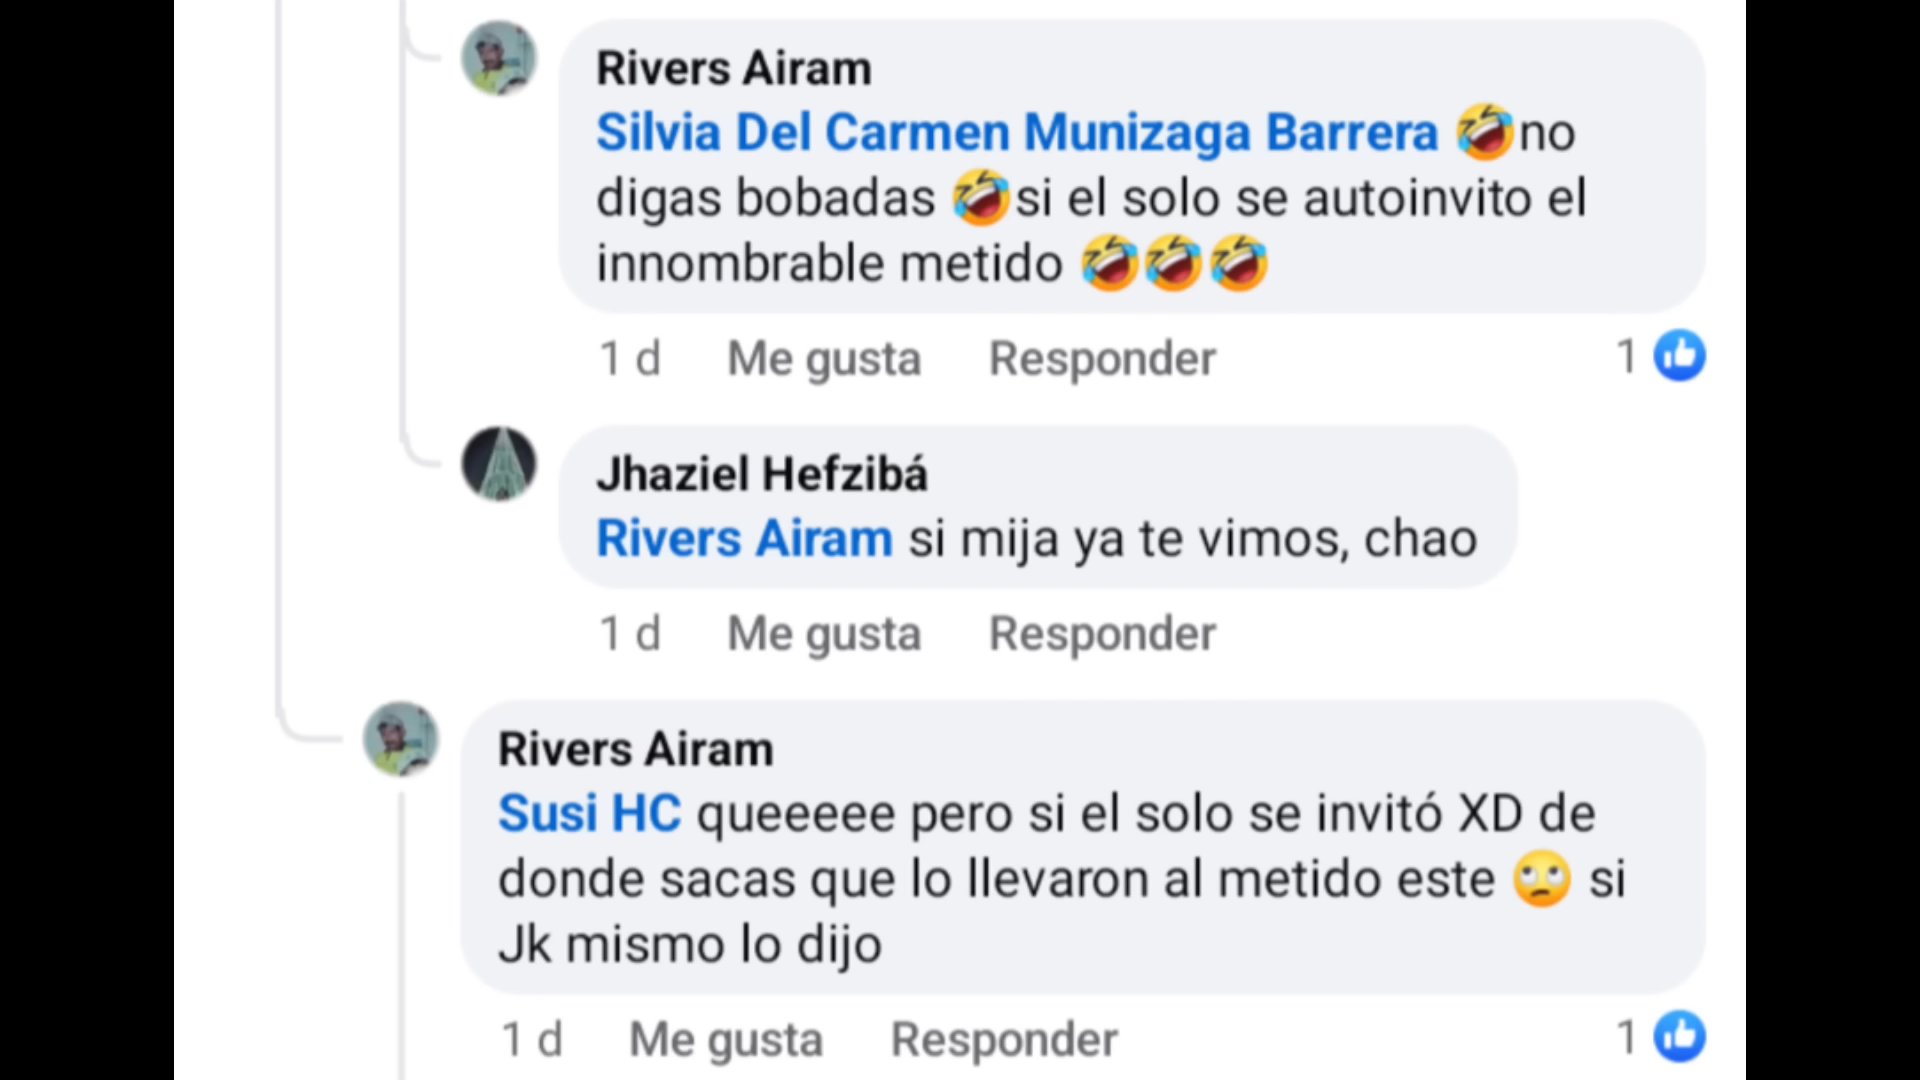 Rivers Airam
Silvia Del Carmen Munizaga Barrera 🤣no
digas bobadas 🤣si el solo se autoinvito el
innombrable metido 🤣🤣🤣
1 d Me gusta Responder 1
Jhaziel Hefzibá
Rivers Airam si mija ya te vimos, chao
1 d Me gusta Responder
Rivers Airam
Susi HC queeeee pero si el solo se invitó XD de
donde sacas que lo llevaron al metido este 🙄 si
Jk mismo lo dijo
1 d Me gusta Responder 1